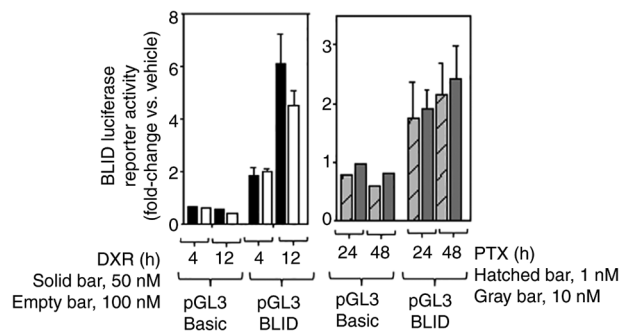 BLID luciferase
reporter activity
(fold-change vs. vehicle)
8
6
4
2
0
3
2
1
0
DXR (h) 4 12 4 12
24 48 24 48 PTX (h)
Solid bar, 50 nM
Empty bar, 100 nM
Hatched bar, 1 nM
Gray bar, 10 nM
pGL3
Basic
pGL3
BLID
pGL3
Basic
pGL3
BLID